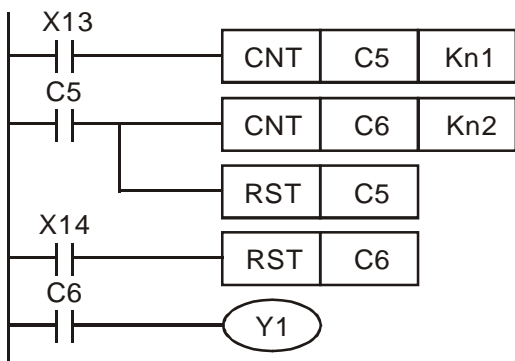 X13
CNT C5 Kn1
C5
CNT C6 Kn2
RST C5
X14
RST C6
C6
Y1